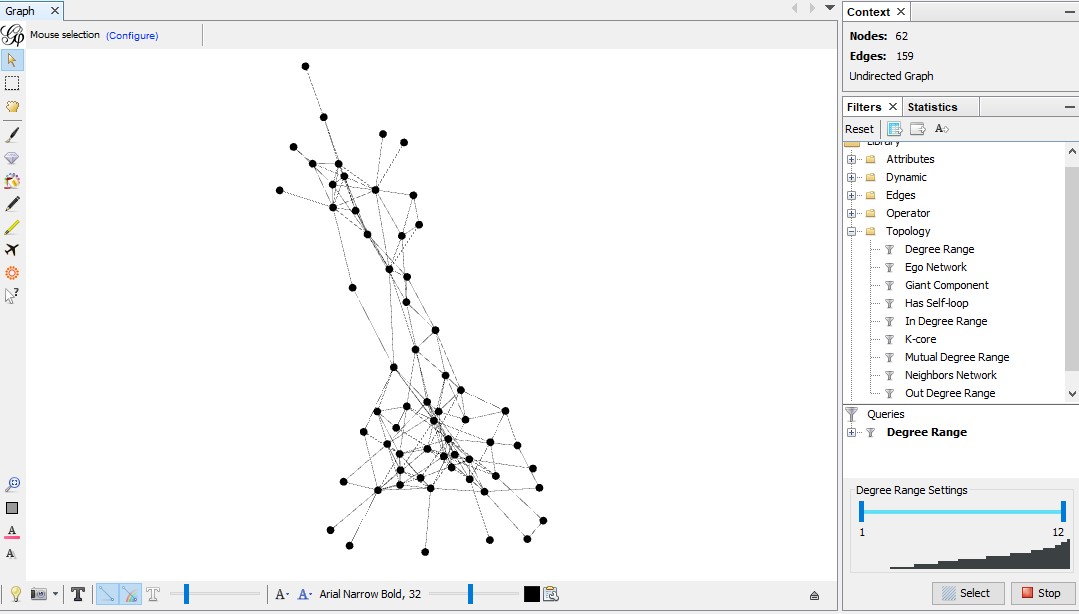 Graph
Context
Mouse selection (Configure)
Nodes: 62
Edges: 159
Undirected Graph
Filters
Statistics
Reset
Library
Attributes
Dynamic
Edges
Operator
Topology
Degree Range
Ego Network
Giant Component
Has Self-loop
In Degree Range
K-core
Mutual Degree Range
Neighbors Network
Out Degree Range
Queries
Degree Range
Degree Range Settings
1 12
T T A- A- Arial Narrow Bold, 32
Select Stop